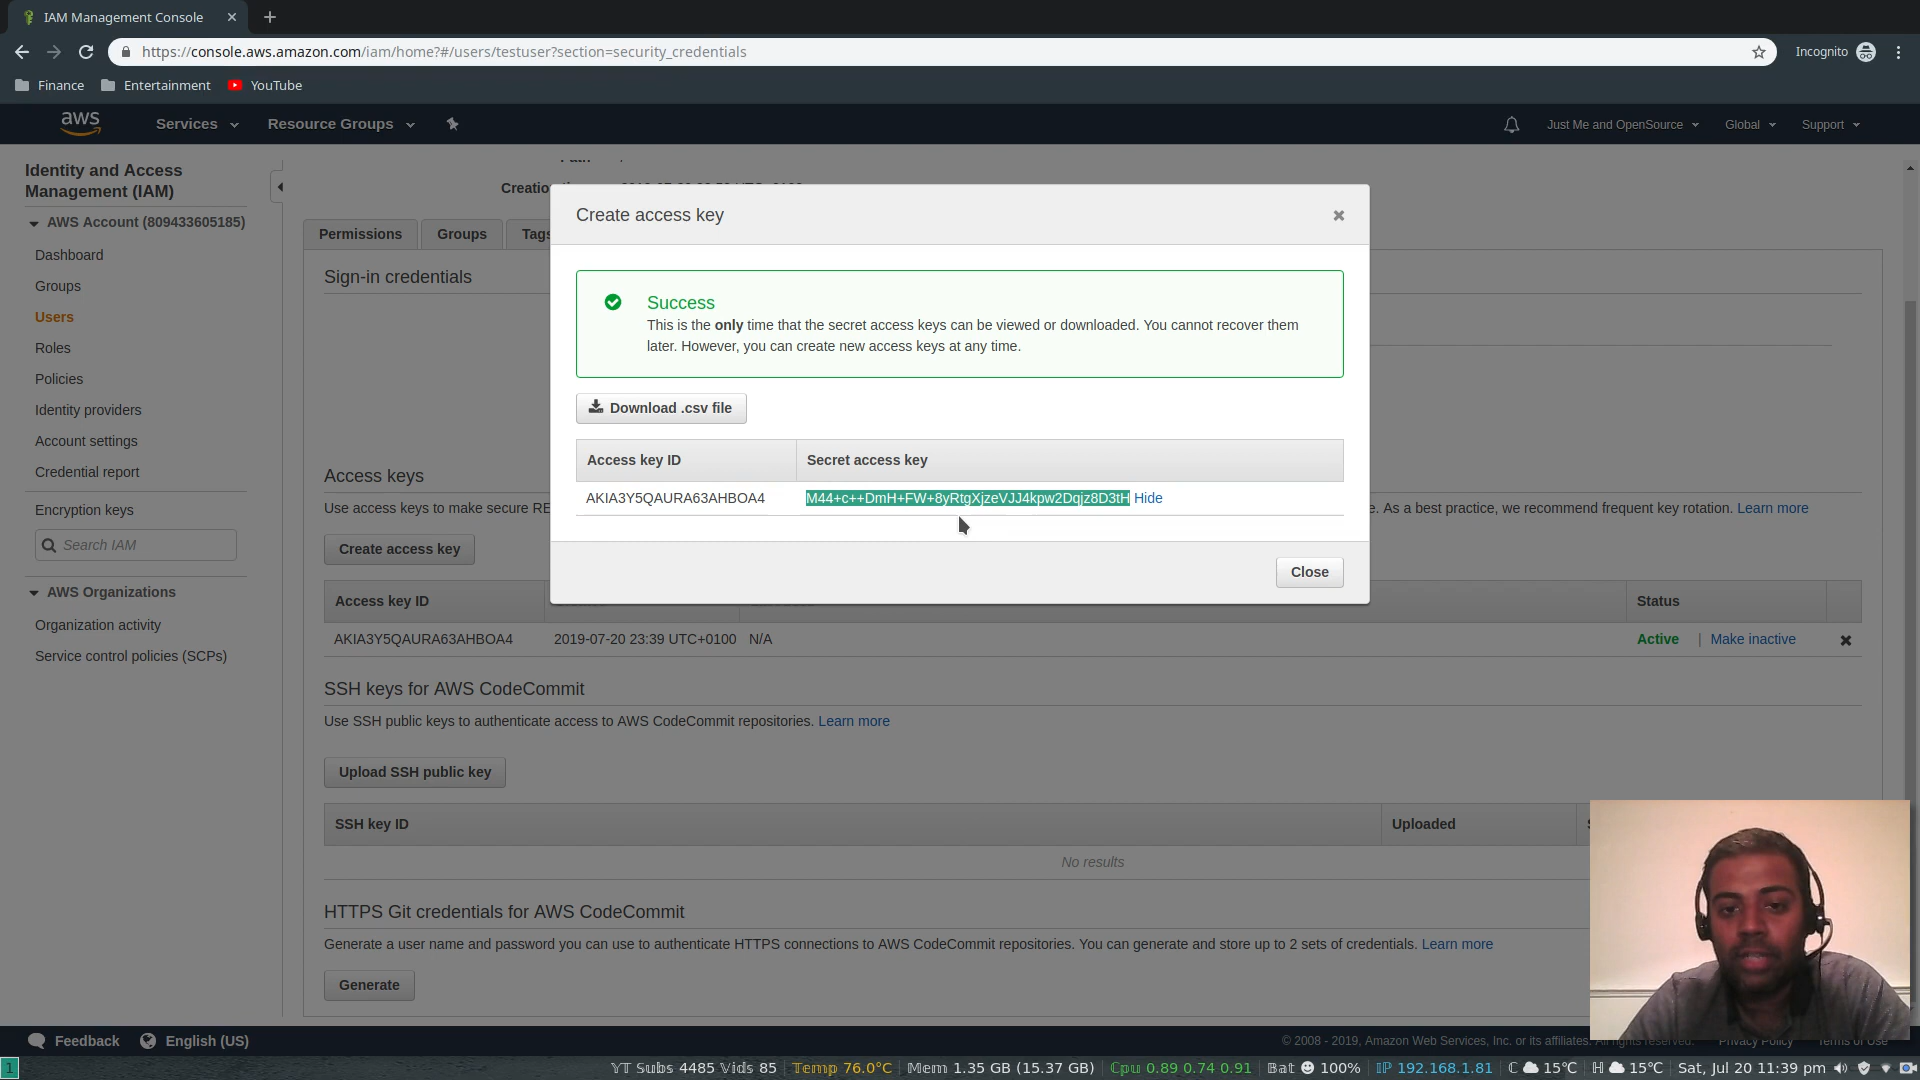 IAM Management Console
https://console.aws.amazon.com/iam/home?#/users/testuser?section=security_credentials
Incognito
Finance
Entertainment
YouTube
aws
Services
Resource Groups
Just Me and OpenSource
Global
Support
Identity and Access
Management (IAM)
AWS Account (809433605185)
Dashboard
Groups
Users
Roles
Policies
Identity providers
Account settings
Credential report
Encryption keys
Search IAM
AWS Organizations
Organization activity
Service control policies (SCPs)
Permissions
Groups
Tags
Sign-in credentials
Create access key
Success
This is the only time that the secret access keys can be viewed or downloaded. You cannot recover them
later. However, you can create new access keys at any time.
Download .csv file
Access key ID Secret access key
AKIA3Y5QAURA63AHBOA4 M44+c++DmH+FW+8yRtgXjzeVJJ4kpw2Dqjz8D3tH Hide
Close
Access keys
Use access keys to make secure . As a best practice, we recommend frequent key rotation. Learn more
Create access key
Access key ID Status
AKIA3Y5QAURA63AHBOA4 2019-07-20 23:39 UTC+0100 N/A Active | Make inactive
SSH keys for AWS CodeCommit
Use SSH public keys to authenticate access to AWS CodeCommit repositories. Learn more
Upload SSH public key
SSH key ID Uploaded
No results
HTTPS Git credentials for AWS CodeCommit
Generate a user name and password you can use to authenticate HTTPS connections to AWS CodeCommit repositories. You can generate and store up to 2 sets of credentials. Learn more
Generate
Feedback
English (US)
© 2008 - 2019, Amazon Web Services, Inc. or its affiliates. All rights reserved. Privacy Policy Terms of Use
1
YT Subs 4485 Vids 85 Temp 76.0°C Mem 1.35 GB (15.37 GB) Cpu 0.89 0.74 0.91 Bat 100% IP 192.168.1.81 C 15°C H 15°C Sat, Jul 20 11:39 pm